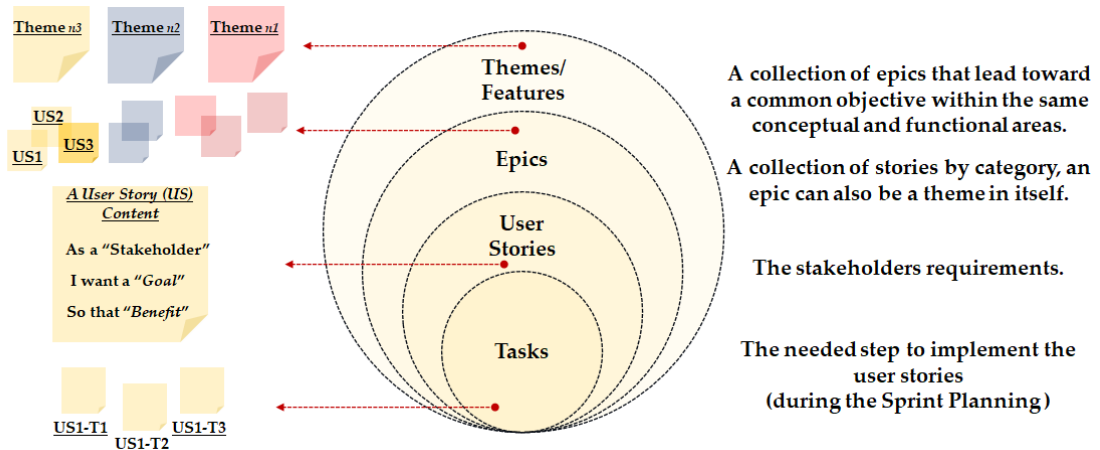 Theme n3
Theme n2
Theme n1
US2
US1
US3
A User Story (US)
Content
As a “Stakeholder”
I want a “Goal”
So that “Benefit”
US1-T1
US1-T2
US1-T3
Themes/
Features
Epics
User
Stories
Tasks
A collection of epics that lead toward
a common objective within the same
conceptual and functional areas.
A collection of stories by category, an
epic can also be a theme in itself.
The stakeholders requirements.
The needed step to implement the
user stories
(during the Sprint Planning)